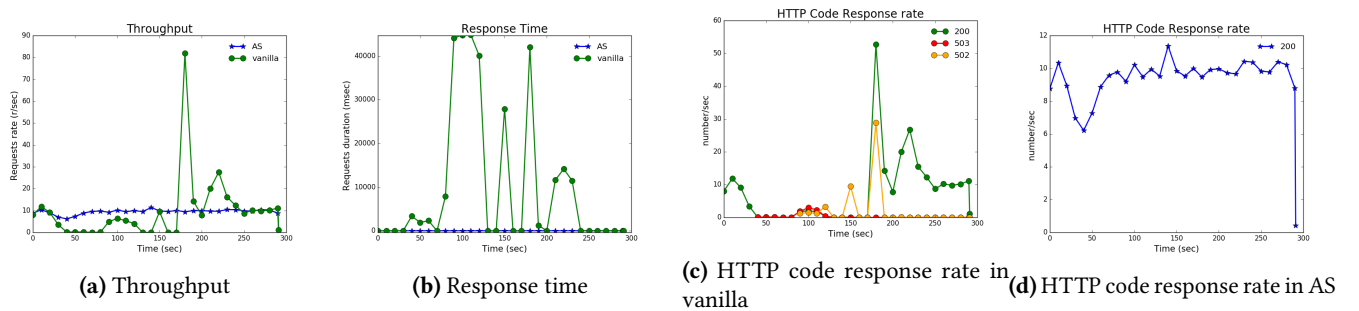 Throughput
AS
vanilla
Requests rate (r/sec)
90
80
70
60
50
40
30
20
10
0
0 50 100 150 200 250 300
Time (sec)
(a) Throughput
Response Time
AS
vanilla
Requests duration (msec)
40000
30000
20000
10000
0
0 50 100 150 200 250 300
Time (sec)
(b) Response time
HTTP Code Response rate
200
503
502
number/sec
60
50
40
30
20
10
0
0 50 100 150 200 250 300
Time (sec)
(c) HTTP code response rate in
vanilla
HTTP Code Response rate
200
number/sec
12
10
8
6
4
2
0
0 50 100 150 200 250 300
Time (sec)
(d) HTTP code response rate in AS